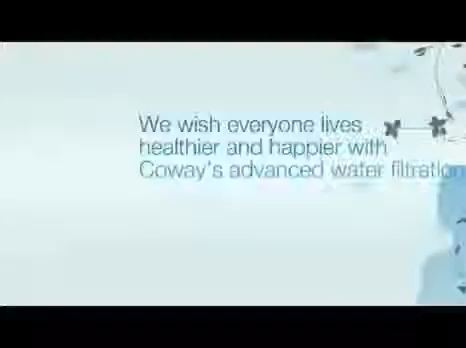 We wish everyone lives
healthier and happier with
Coway's advanced water filtration